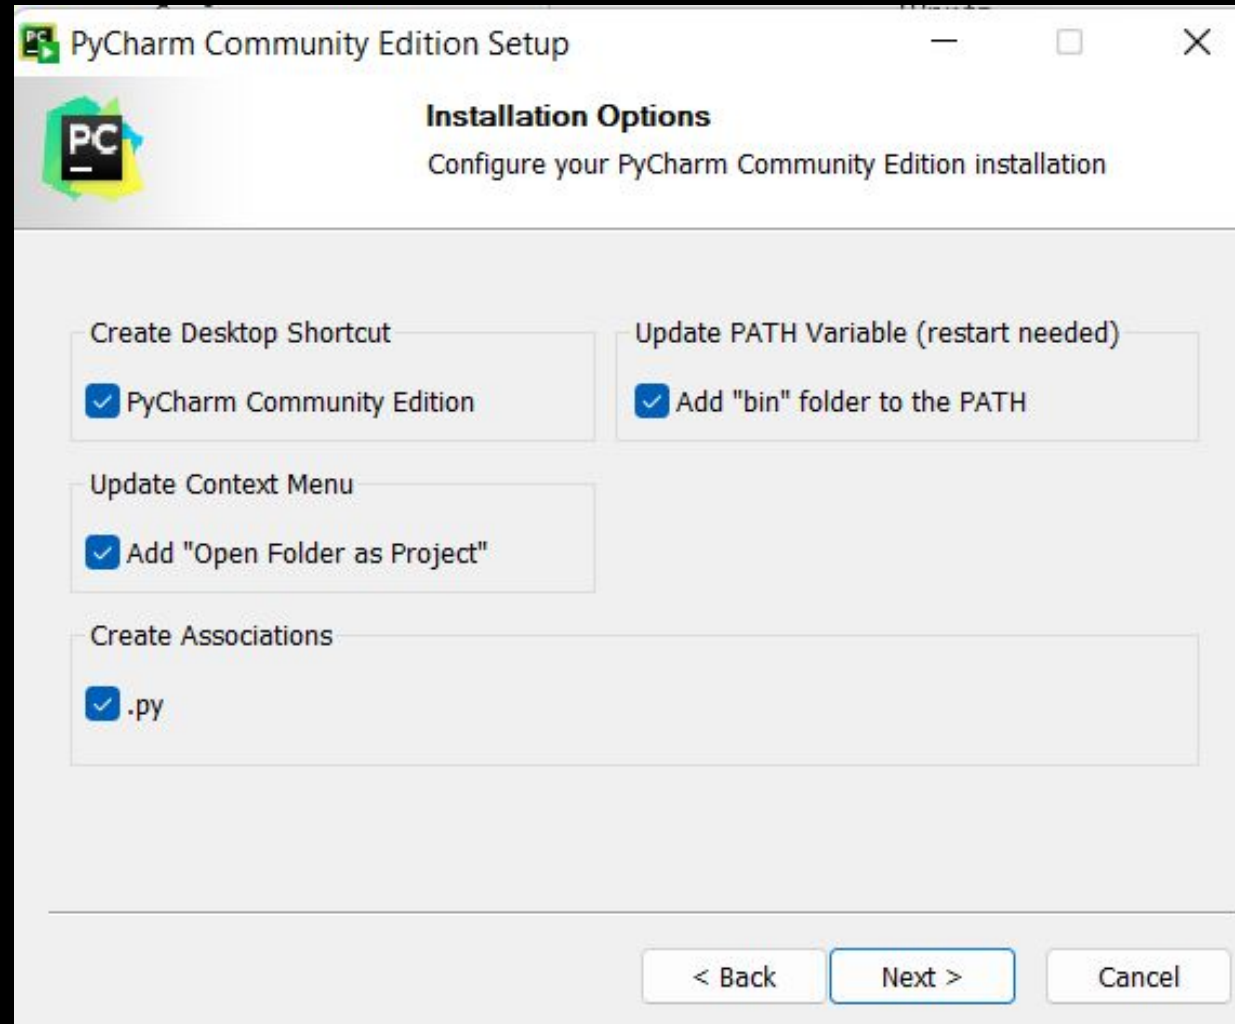 PyCharm Community Edition Setup
PC
Installation Options
Configure your PyCharm Community Edition installation
Create Desktop Shortcut
PyCharm Community Edition
Update PATH Variable (restart needed)
Add "bin" folder to the PATH
Update Context Menu
Add "Open Folder as Project"
Create Associations
.py
< Back
Next >
Cancel